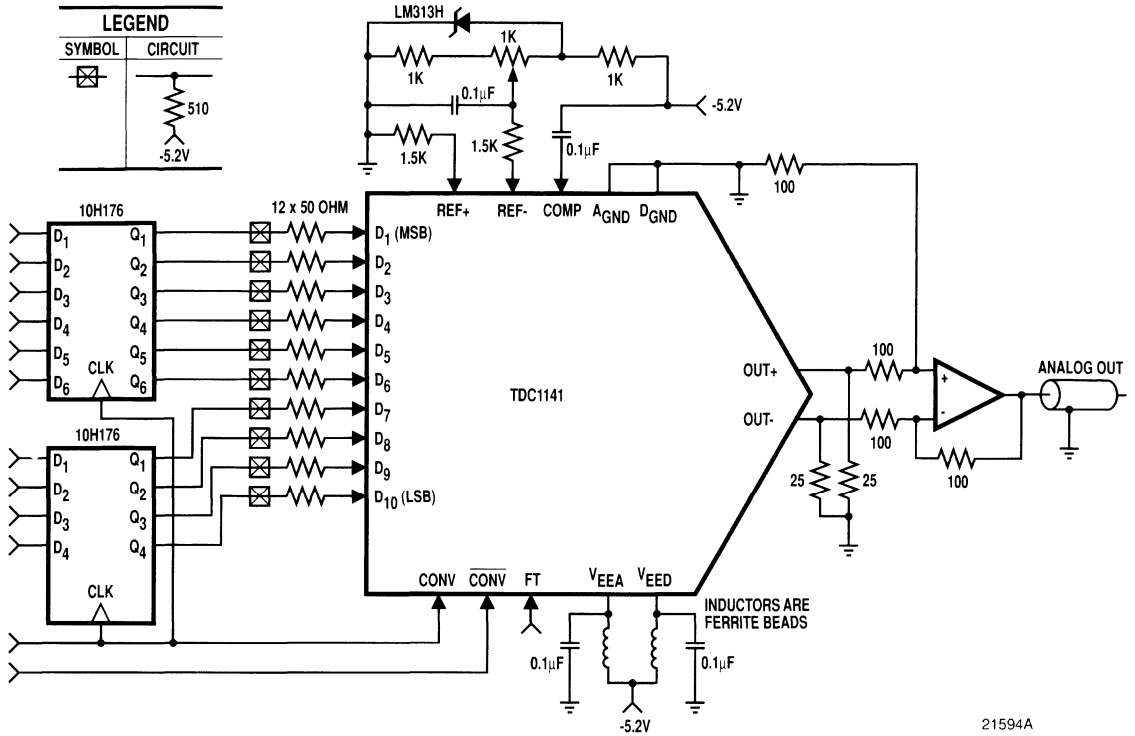 LEGEND
SYMBOL CIRCUIT
510
-5.2V
LM313H
1K
1K
1K
0.1µF
-5.2V
1.5K
1.5K
0.1µF
100
REF+ REF- COMP AGND DGND
10H176
12 x 50 OHM
D1 Q1 D1 (MSB)
D2 Q2 D2
D3 Q3 D3
D4 Q4 D4
D5 Q5 D5
CLK
D6 Q6 D6
TDC1141
OUT+
OUT-
100
+
-
100
100
25
25
ANALOG OUT
10H176
D7
D1 Q1 D8
D2 Q2 D9
D3 Q3 D10 (LSB)
D4 Q4
CLK
CONV CONV FT VEEA VEED
INDUCTORS ARE
FERRITE BEADS
0.1µF
0.1µF
-5.2V
21594A